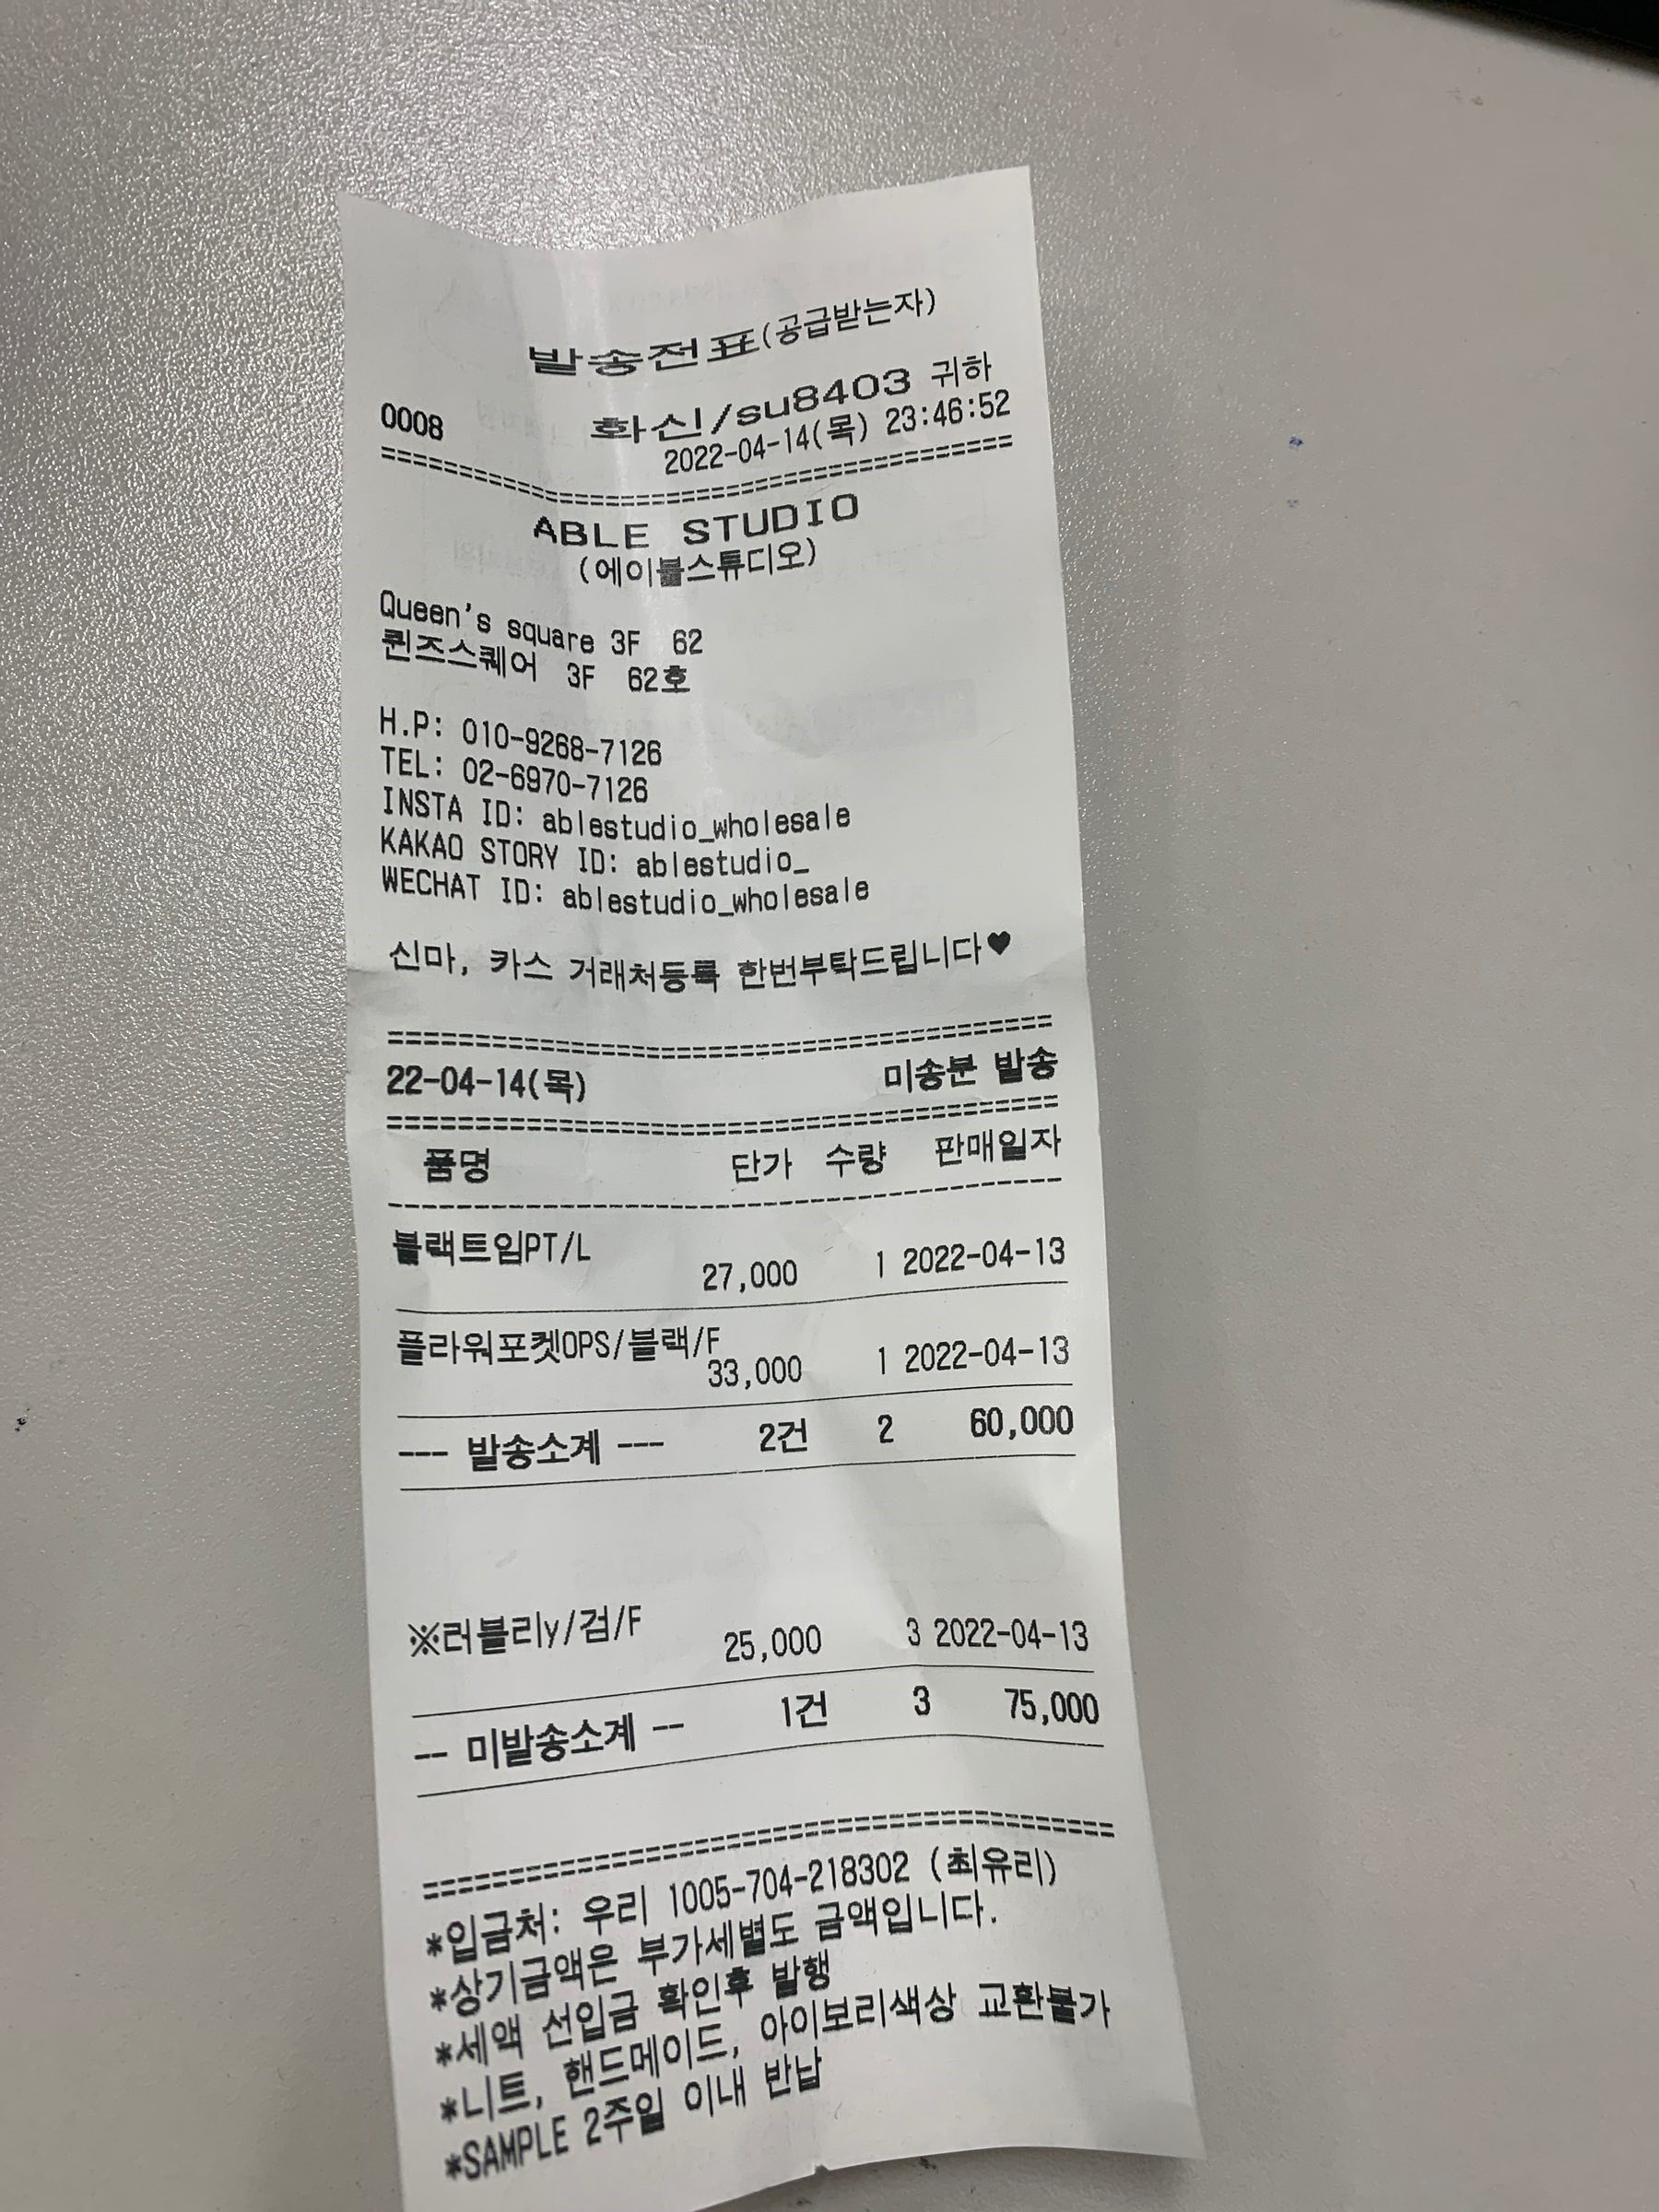 발송전표(공급받는자)
0008 화신/su8403 귀하
2022-04-14(목) 23:46:52
==========================================
ABLE STUDIO
(에이블스튜디오)
Queen's square 3F 62
퀸즈스퀘어 3F 62호
H.P: 010-9268-7126
TEL: 02-6970-7126
INSTA ID: ablestudio_wholesale
KAKAO STORY ID: ablestudio_
WECHAT ID: ablestudio_wholesale
신마, 카스 거래처등록 한번부탁드립니다♥
==========================================
22-04-14(목) 미송분 발송
==========================================
품명 단가 수량 판매일자
------------------------------------------
블랙트임PT/L
27,000 1 2022-04-13
플라워포켓OPS/블랙/F
33,000 1 2022-04-13
--- 발송소계 --- 2건 2 60,000
※러블리y/검/F
25,000 3 2022-04-13
-- 미발송소계 -- 1건 3 75,000
==========================================
*입금처: 우리 1005-704-218302 (최유리)
*상기금액은 부가세별도 금액입니다.
*세액 선입금 확인후 발행
*니트, 핸드메이드, 아이보리색상 교환불가
*SAMPLE 2주일 이내 반납